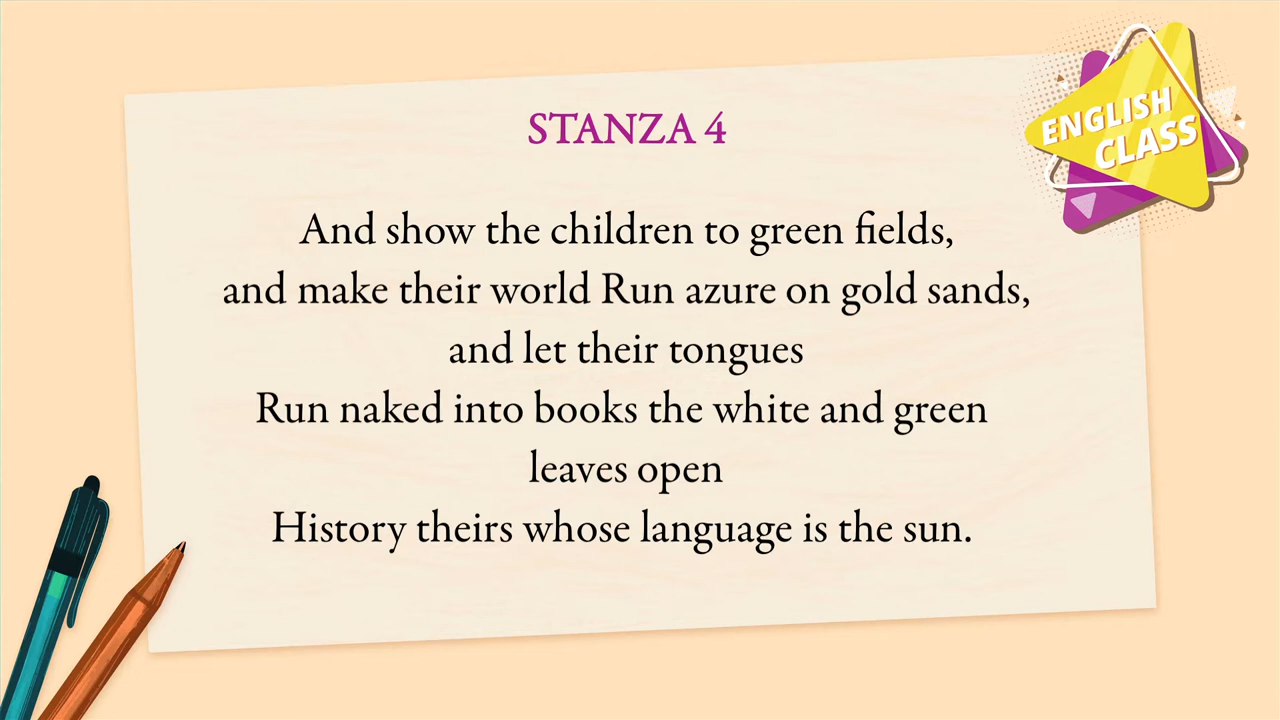 STANZA 4
ENGLISH
CLASS
And show the children to green fields,
and make their world Run azure on gold sands,
and let their tongues
Run naked into books the white and green
leaves open
History theirs whose language is the sun.